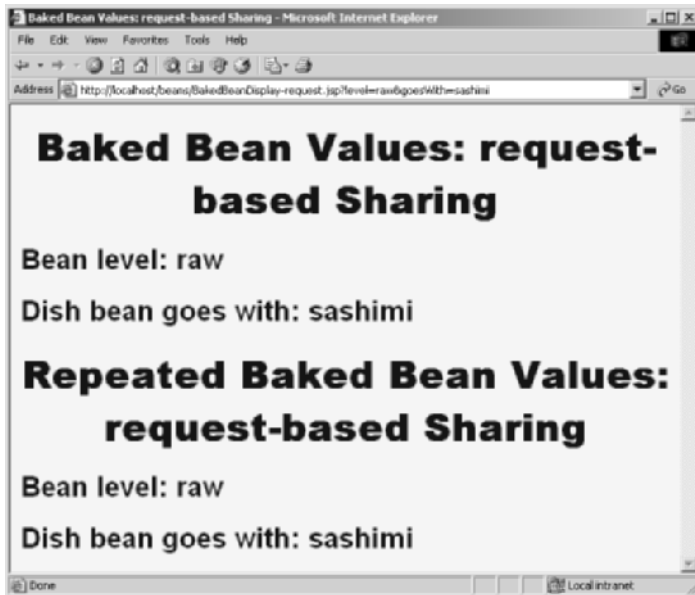 Baked Bean Values: request-based Sharing - Microsoft Internet Explorer
File Edit View Favorites Tools Help
Address http://localhost/beans/BakedBeanDisplay-request.jsp?level=raw&goesWith=sashimi Go
Baked Bean Values: request-
based Sharing
Bean level: raw
Dish bean goes with: sashimi
Repeated Baked Bean Values:
request-based Sharing
Bean level: raw
Dish bean goes with: sashimi
Done Local intranet